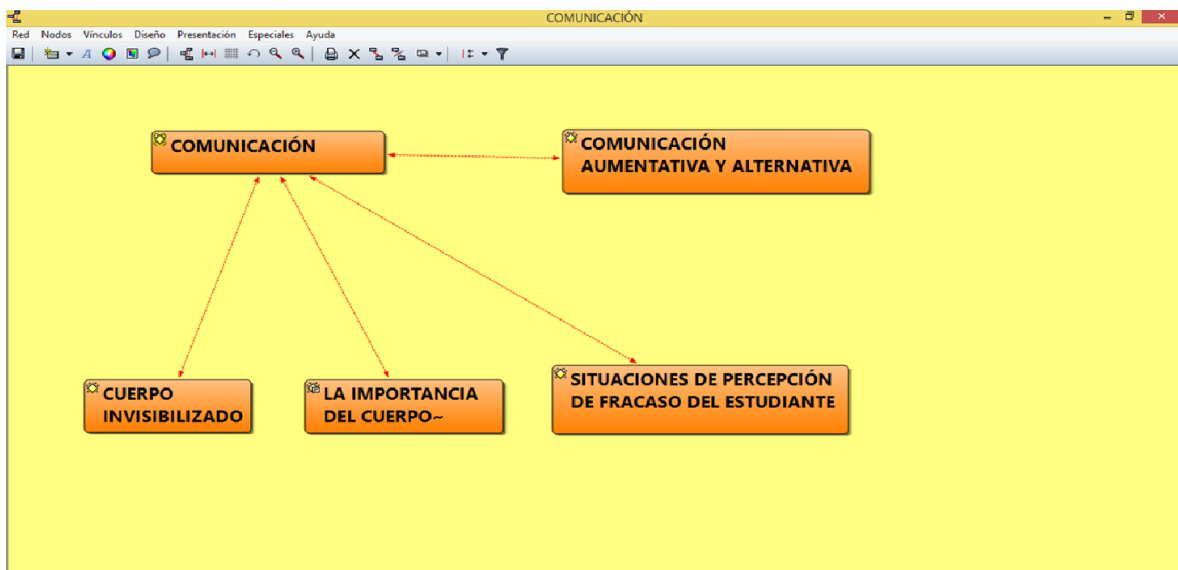 COMUNICACIÓN
Red Nodos Vínculos Diseño Presentación Especiales Ayuda
COMUNICACIÓN
COMUNICACIÓN
AUMENTATIVA Y ALTERNATIVA
CUERPO
INVISIBILIZADO
LA IMPORTANCIA
DEL CUERPO~
SITUACIONES DE PERCEPCIÓN
DE FRACASO DEL ESTUDIANTE